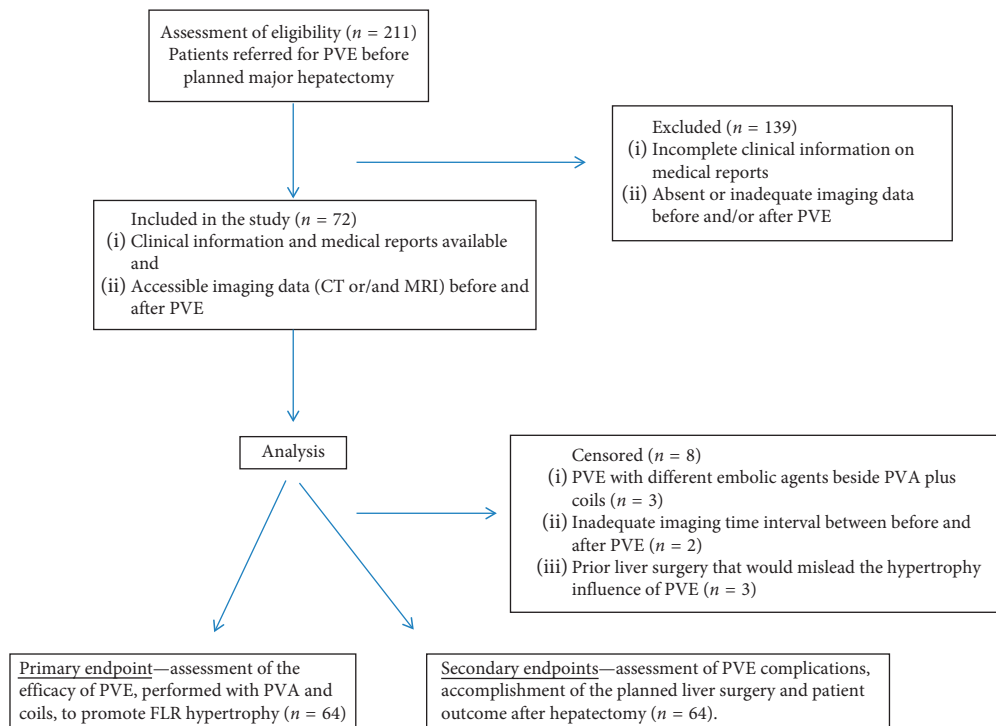 Assessment of eligibility (n = 211)
Patients referred for PVE before
planned major hepatectomy
Excluded (n = 139)
(i) Incomplete clinical information on
medical reports
(ii) Absent or inadequate imaging data
before and/or after PVE
Included in the study (n = 72)
(i) Clinical information and medical reports available
and
(ii) Accessible imaging data (CT or/and MRI) before and
after PVE
Analysis
Censored (n = 8)
(i) PVE with different embolic agents beside PVA plus
coils (n = 3)
(ii) Inadequate imaging time interval between before and
after PVE (n = 2)
(iii) Prior liver surgery that would mislead the hypertrophy
influence of PVE (n = 3)
Primary endpoint—assessment of the
efficacy of PVE, performed with PVA and
coils, to promote FLR hypertrophy (n = 64)
Secondary endpoints—assessment of PVE complications,
accomplishment of the planned liver surgery and patient
outcome after hepatectomy (n = 64).